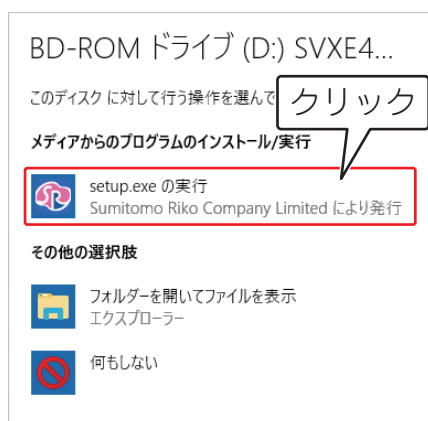 BD-ROM ドライブ (D:) SVXE4...
このディスク に対して行う操作を選んで
クリック
メディアからのプログラムのインストール/実行
SR
setup.exe の実行
Sumitomo Riko Company Limited により発行
その他の選択肢
フォルダーを開いてファイルを表示
エクスプローラー
何もしない